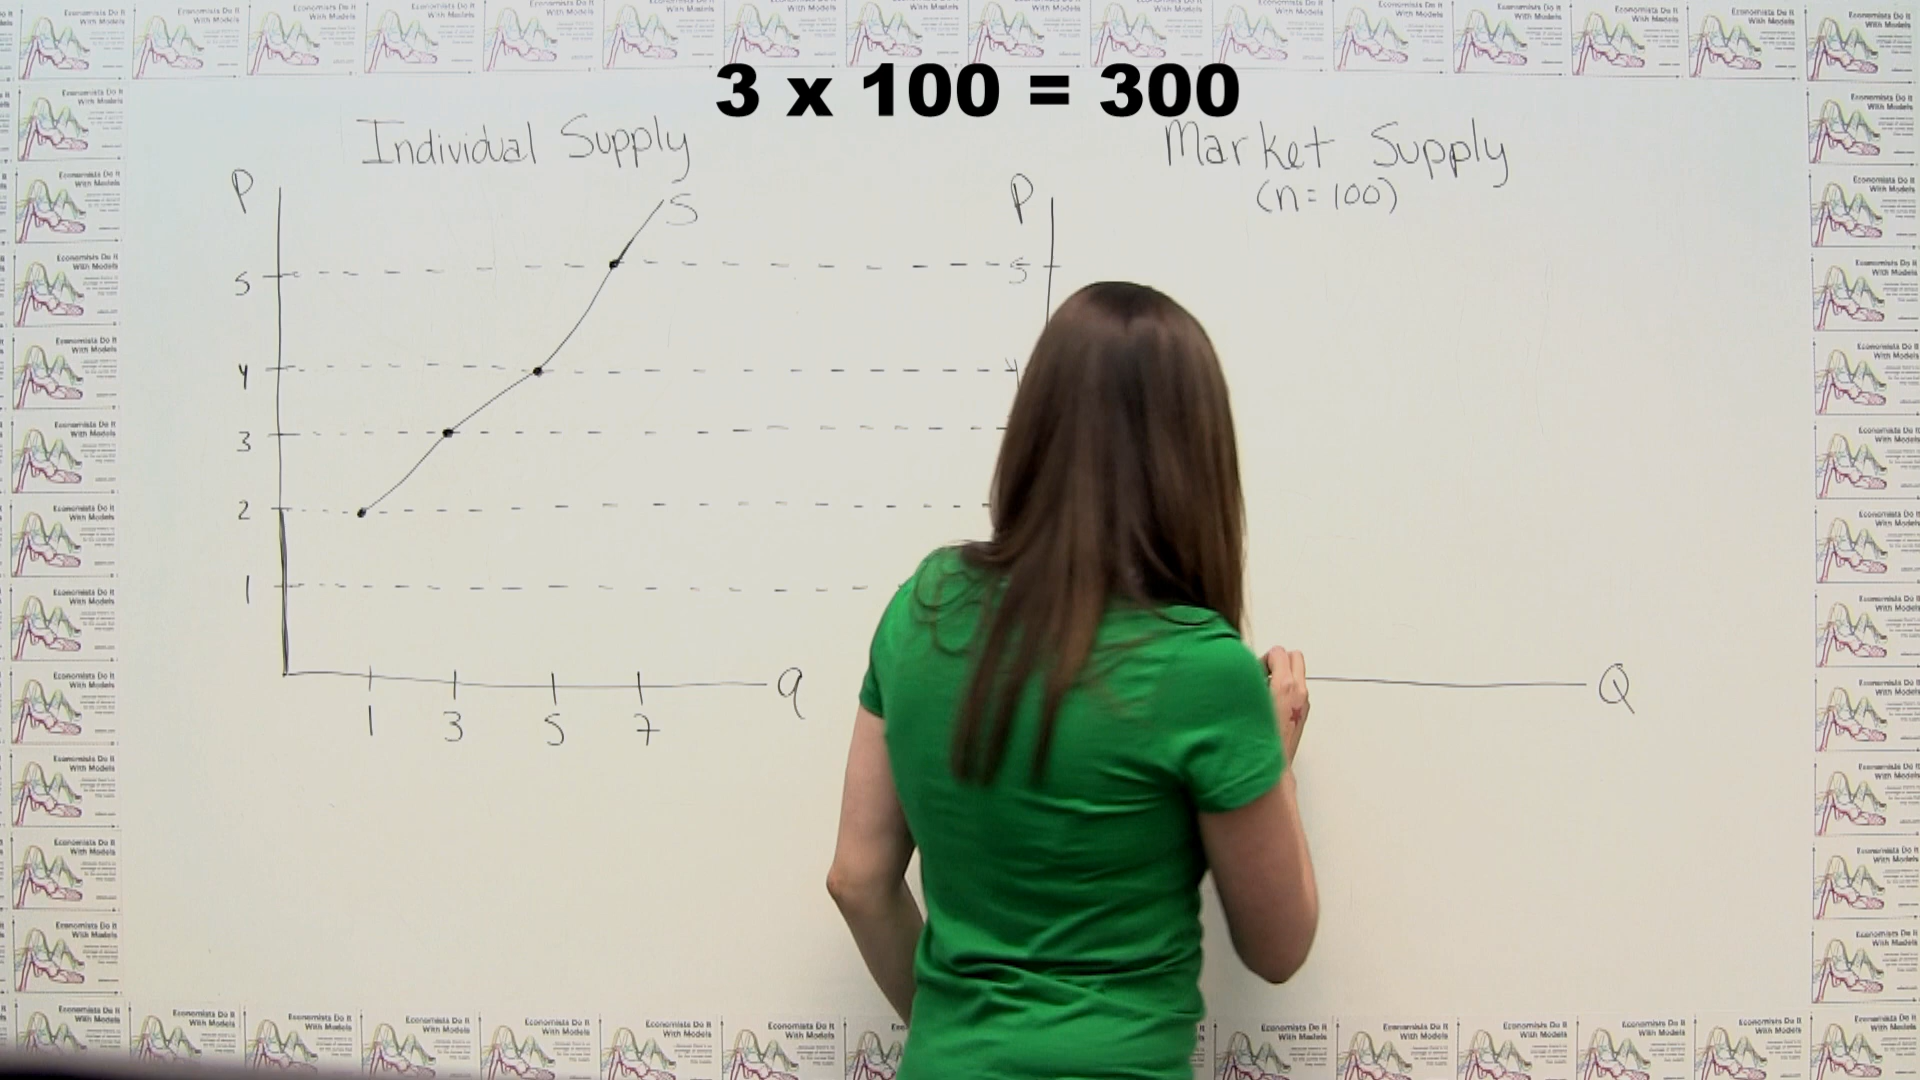 3 x 100 = 300
Individual Supply
Market Supply
(n=100)
P
S
5
4
3
2
1
1 3 5 7
q
P
5
4
Q
Economists Do It
With Models